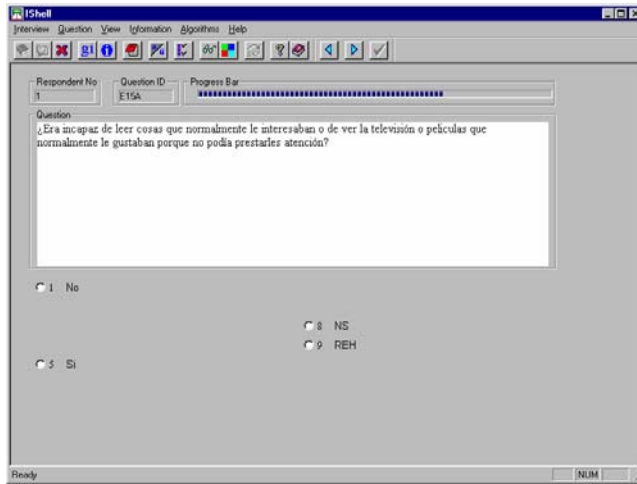 IShell
Interview Question View Information Algorithms Help
Respondent No
Question ID
Progress Bar
1
E15A
Question
¿Era incapaz de leer cosas que normalmente le interesaban o de ver la televisión o peliculas que
normalmente le gustaban porque no podía prestarles atención?
1 No
8 NS
9 REH
5 Si
Ready
NUM